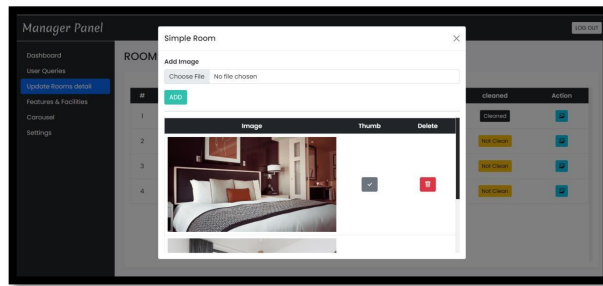 Manager Panel
LOG OUT
Dashboard
User Queries
Update Rooms detail
Features & Facilities
Carousel
Settings
ROOM
Simple Room
Add Image
Choose File No file chosen
ADD
Image Thumb Delete
# cleaned Action
1 Cleaned
2 Not Clean
3 Not Clean
4 Not Clean